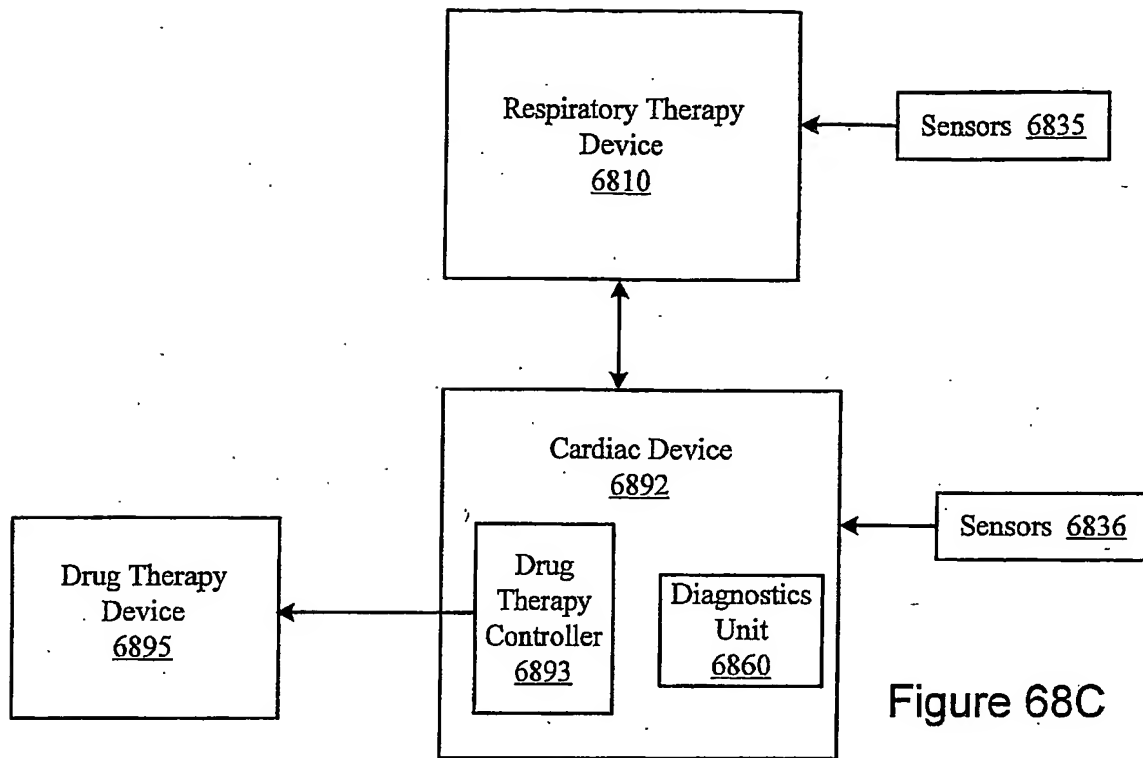 Respiratory Therapy
Device
6810
Sensors 6835
Cardiac Device
6892
Sensors 6836
Drug Therapy
Device
6895
Drug
Therapy
Controller
6893
Diagnostics
Unit
6860
Figure 68C